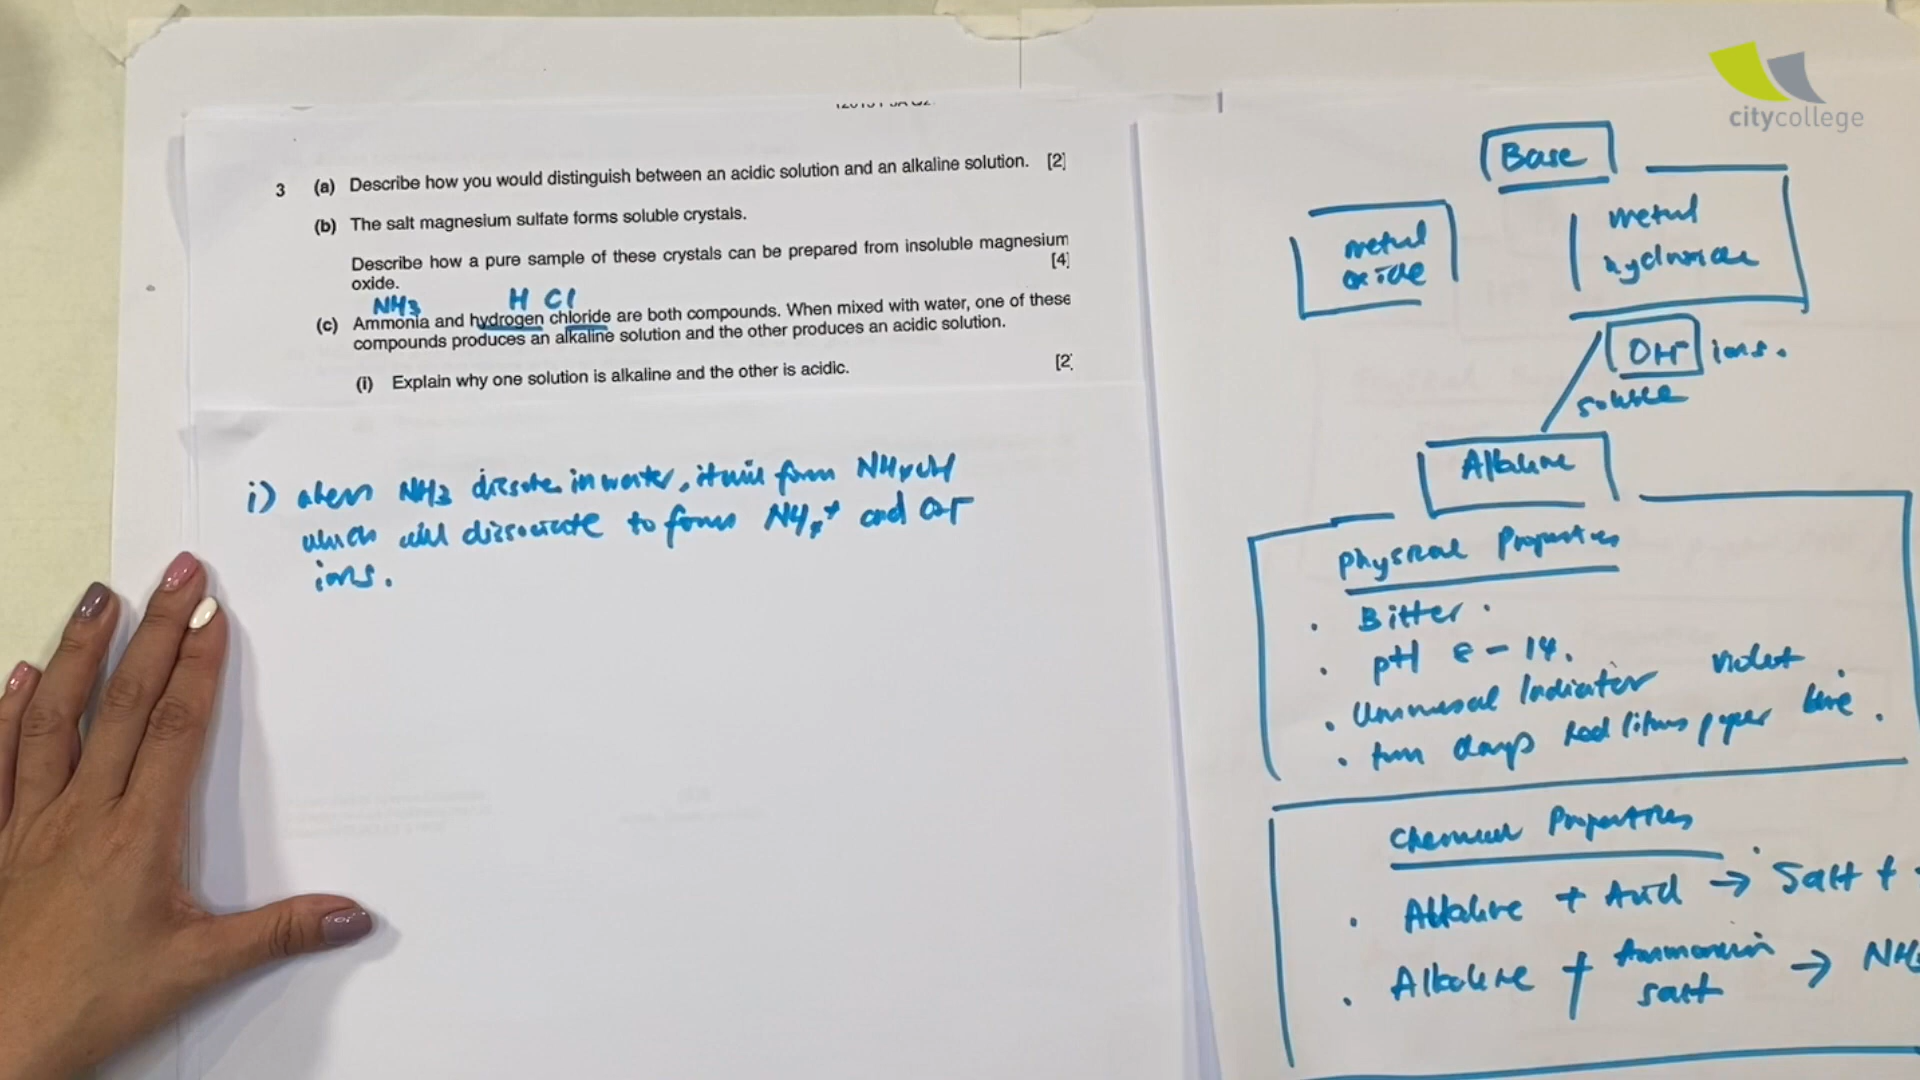 citycollege
3 (a) Describe how you would distinguish between an acidic solution and an alkaline solution. [2]
(b) The salt magnesium sulfate forms soluble crystals.
Describe how a pure sample of these crystals can be prepared from insoluble magnesium
oxide. [4]
NH3 H Cl
(c) Ammonia and hydrogen chloride are both compounds. When mixed with water, one of these
compounds produces an alkaline solution and the other produces an acidic solution.
(i) Explain why one solution is alkaline and the other is acidic. [2]
i) when NH3 dissolve in water, it will form NH4OH
which will dissociate to form NH4+ and OH-
ions.
Base
metal
oxide
metal
hydroxide
OH- ions.
soluble
Alkaline
Physical Properties
. Bitter.
. pH 8 - 14.
. Universal Indicator violet
. turn damp red litmus paper blue.
Chemical Properties
. Alkaline + Acid → Salt +
. Alkaline + Ammonium
salt → NH3